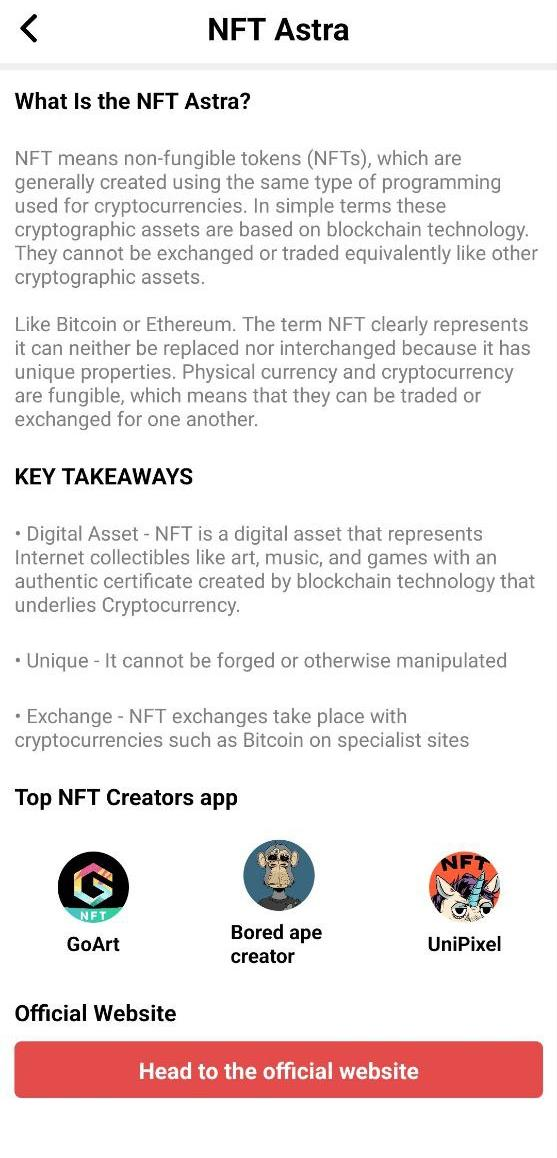 NFT Astra
What Is the NFT Astra?
NFT means non-fungible tokens (NFTs), which are
generally created using the same type of programming
used for cryptocurrencies. In simple terms these
cryptographic assets are based on blockchain technology.
They cannot be exchanged or traded equivalently like other
cryptographic assets.
Like Bitcoin or Ethereum. The term NFT clearly represents
it can neither be replaced nor interchanged because it has
unique properties. Physical currency and cryptocurrency
are fungible, which means that they can be traded or
exchanged for one another.
KEY TAKEAWAYS
• Digital Asset - NFT is a digital asset that represents
Internet collectibles like art, music, and games with an
authentic certificate created by blockchain technology that
underlies Cryptocurrency.
• Unique - It cannot be forged or otherwise manipulated
• Exchange - NFT exchanges take place with
cryptocurrencies such as Bitcoin on specialist sites
Top NFT Creators app
G
NFT
NFT
GoArt
Bored ape
creator
UniPixel
Official Website
Head to the official website